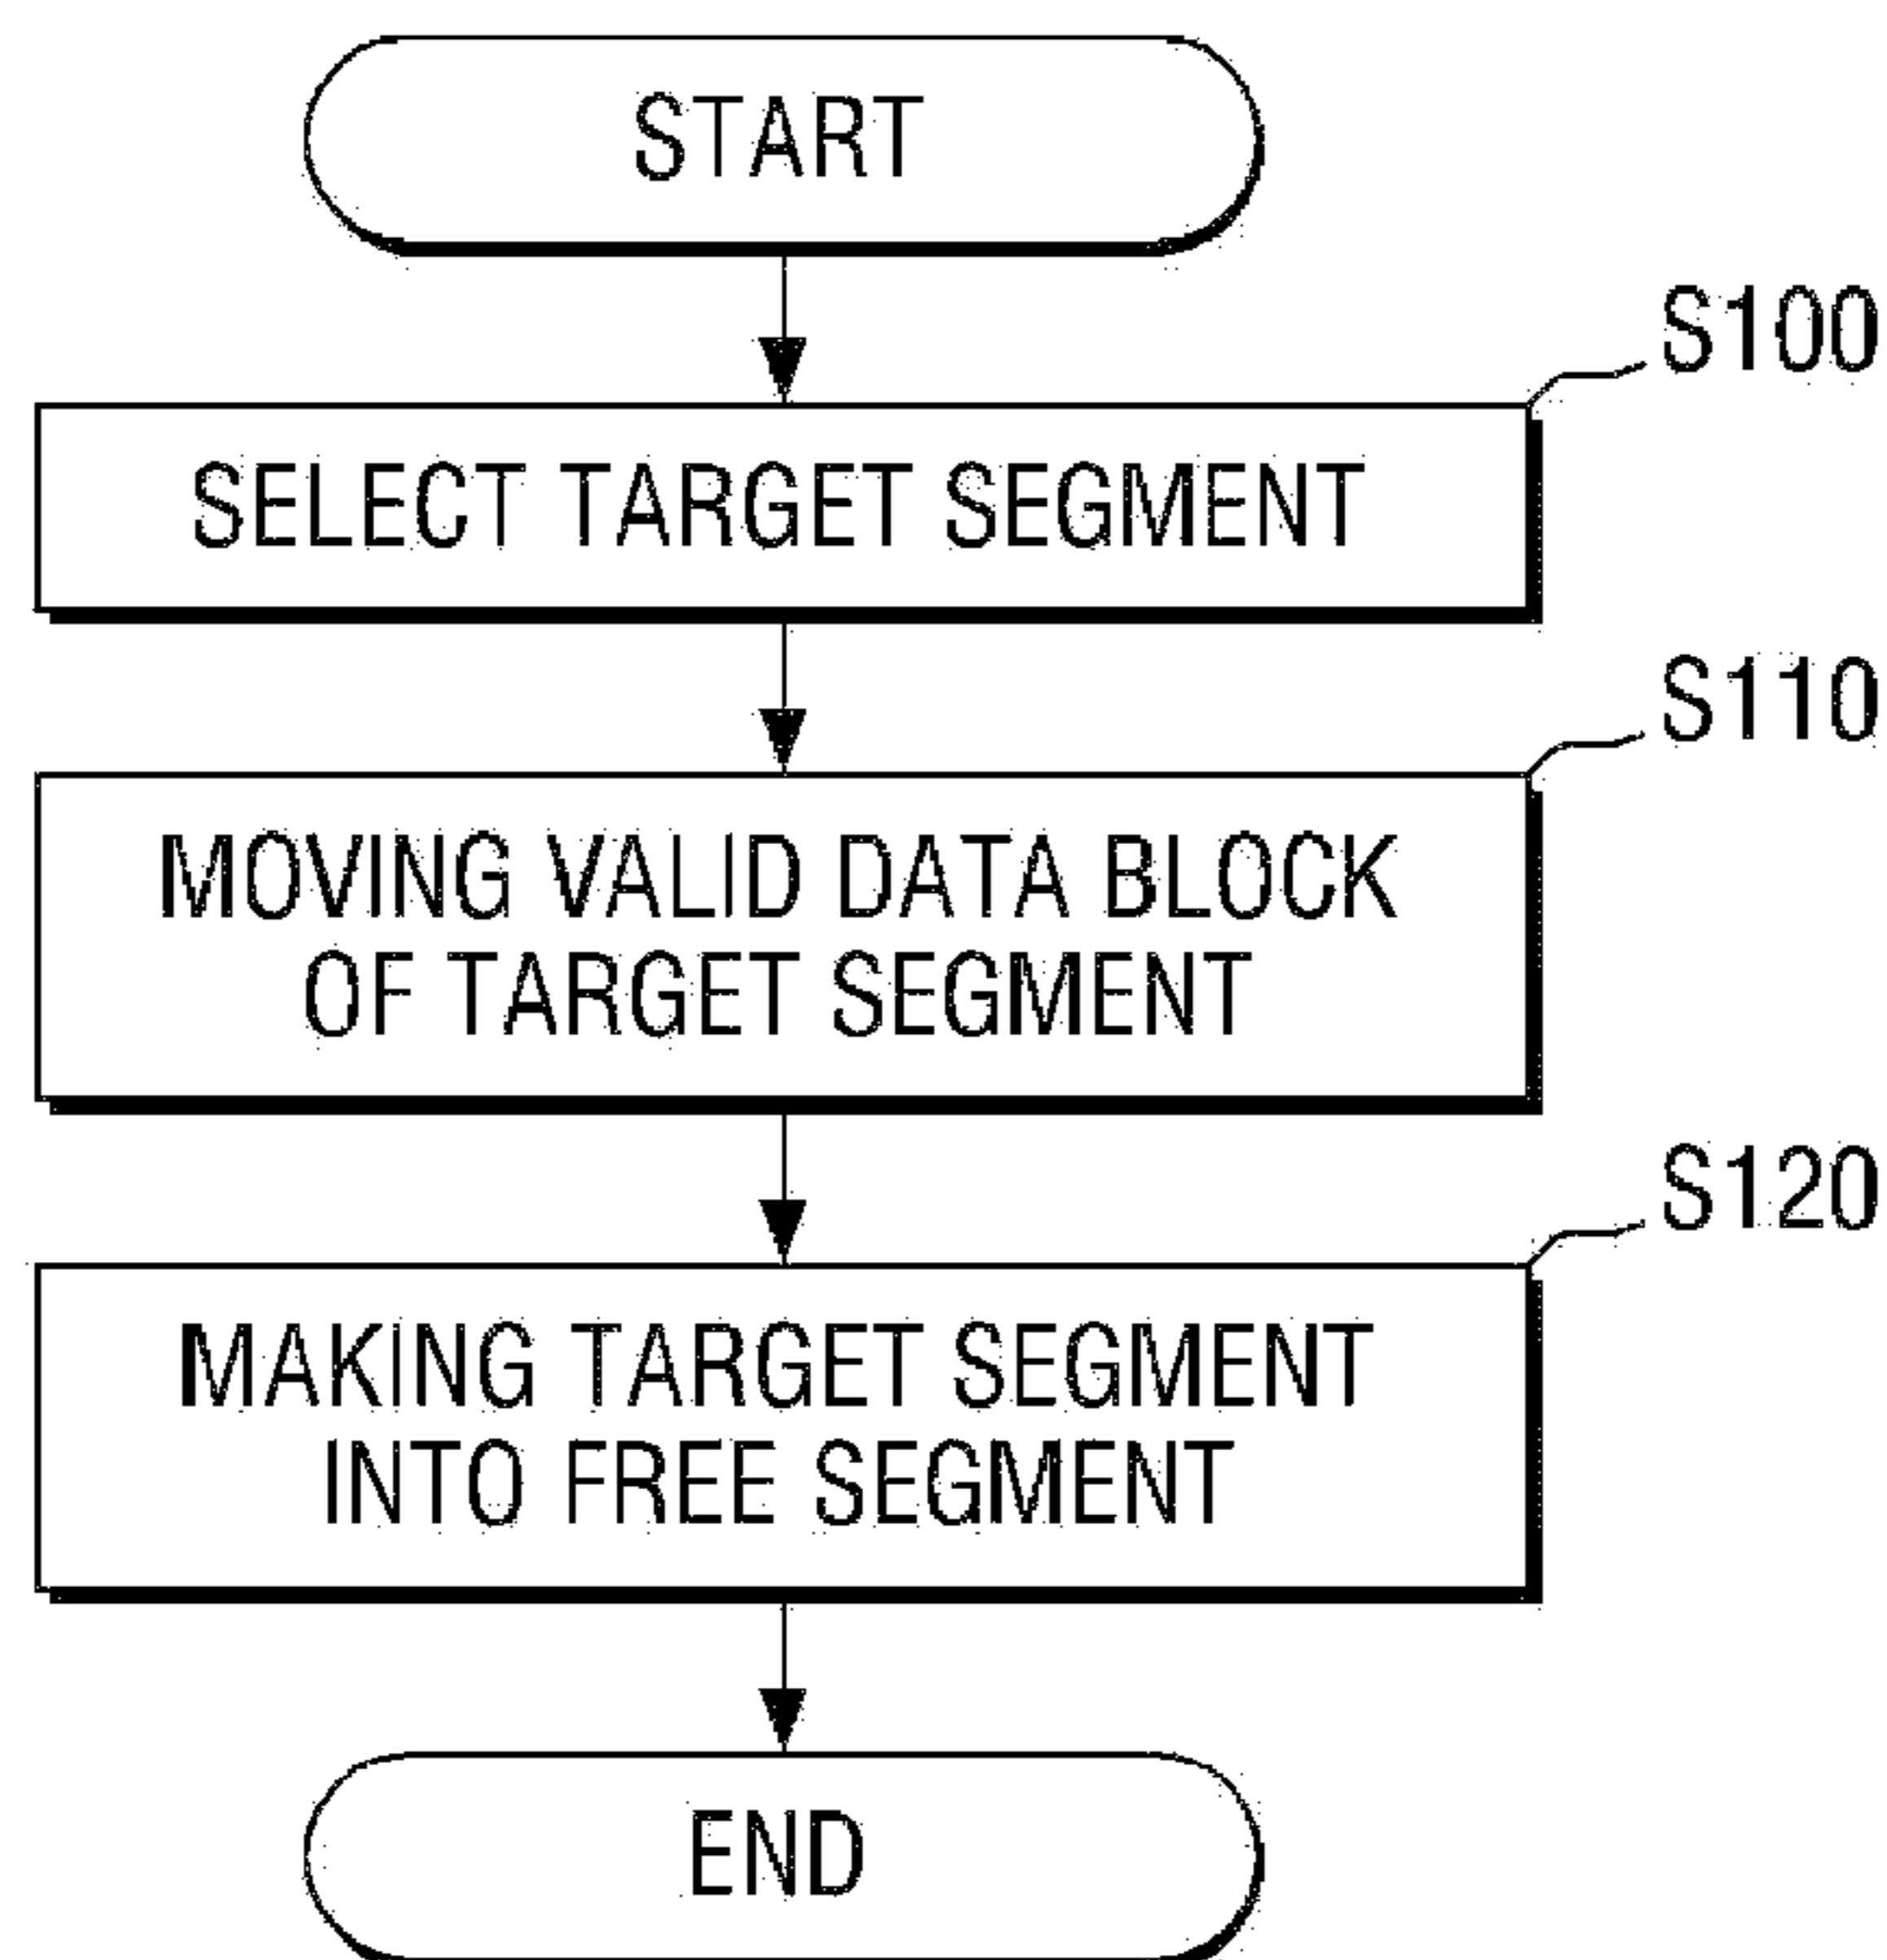 START
S100
SELECT TARGET SEGMENT
S110
MOVING VALID DATA BLOCK
OF TARGET SEGMENT
S120
MAKING TARGET SEGMENT
INTO FREE SEGMENT
END